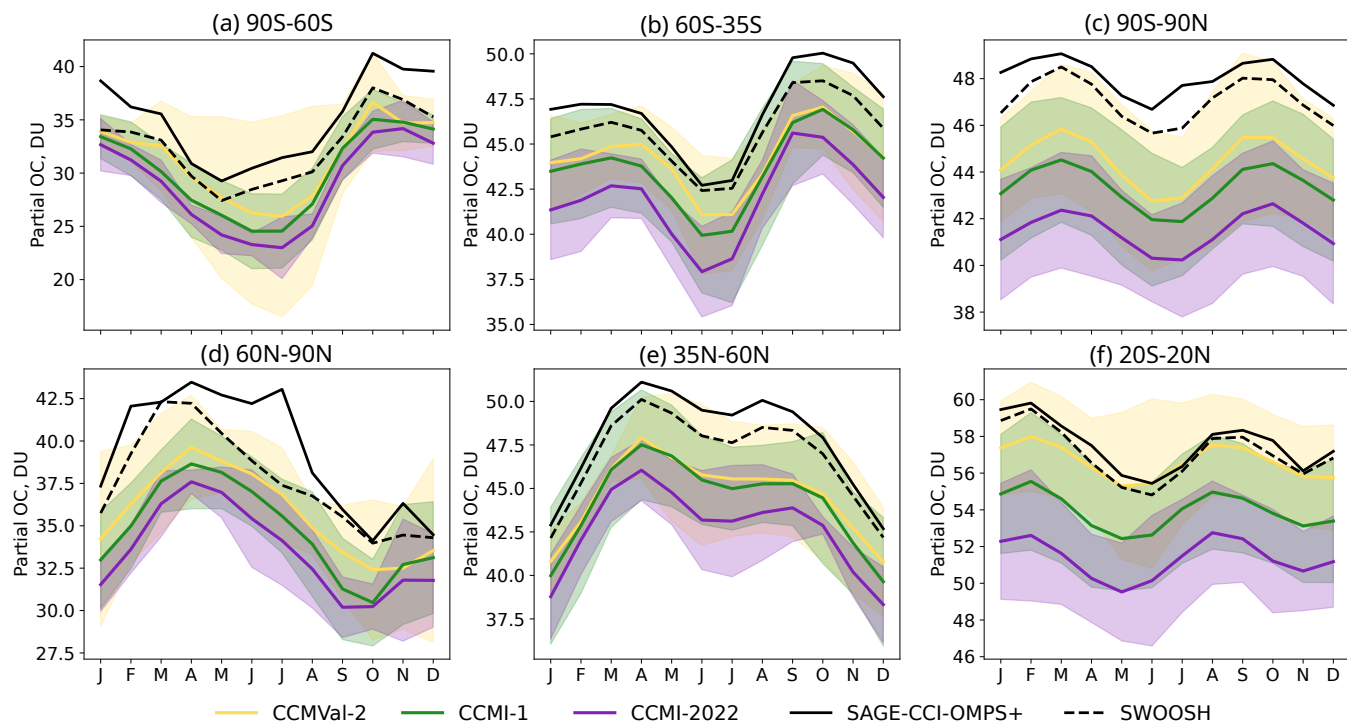 (a) 90S-60S
(b) 60S-35S
(c) 90S-90N
Partial OC, DU
40
35
30
25
20
Partial OC, DU
50.0
47.5
45.0
42.5
40.0
37.5
35.0
Partial OC, DU
48
46
44
42
40
38
(d) 60N-90N
(e) 35N-60N
(f) 20S-20N
Partial OC, DU
42.5
40.0
37.5
35.0
32.5
30.0
27.5
Partial OC, DU
50.0
47.5
45.0
42.5
40.0
37.5
Partial OC, DU
60
58
56
54
52
50
48
46
J F M A M J J A S O N D
J F M A M J J A S O N D
J F M A M J J A S O N D
CCMVal-2 CCMI-1 CCMI-2022 SAGE-CCI-OMPS+ SWOOSH